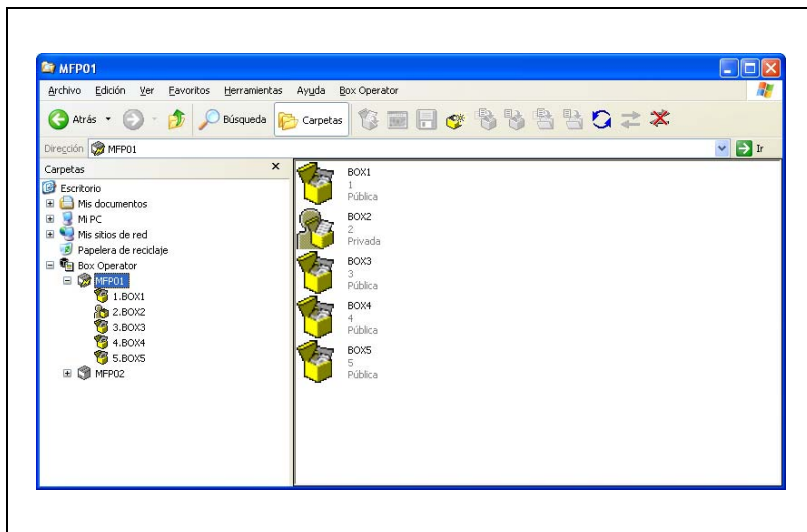 MFP01
Archivo Edición Ver Favoritos Herramientas Ayuda Box Operator
Atrás Búsqueda Carpetas
Dirección MFP01 Ir
Carpetas
Escritorio
Mis documentos
Mi PC
Mis sitios de red
Papelera de reciclaje
Box Operator
MFP01
1.BOX1
2.BOX2
3.BOX3
4.BOX4
5.BOX5
MFP02
BOX1
1
Pública
BOX2
2
Privada
BOX3
3
Pública
BOX4
4
Pública
BOX5
5
Pública